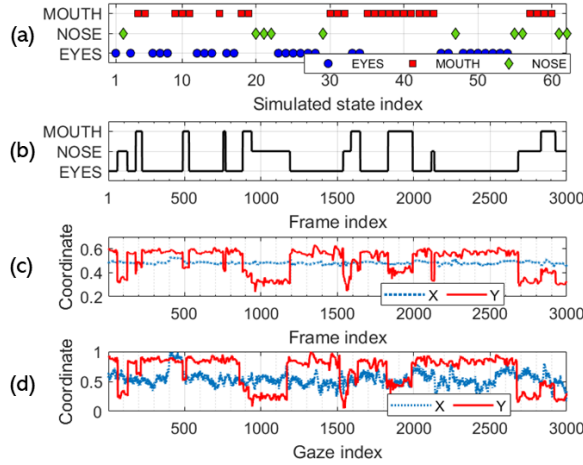 (a)
MOUTH
NOSE
EYES
EYES MOUTH NOSE
1 10 20 30 40 50 60
Simulated state index
(b)
MOUTH
NOSE
EYES
1 500 1000 1500 2000 2500 3000
Frame index
(c)
Coordinate
0.6
0.4
0.2
X Y
500 1000 1500 2000 2500 3000
Frame index
(d)
Coordinate
1
0.5
0
X Y
500 1000 1500 2000 2500 3000
Gaze index